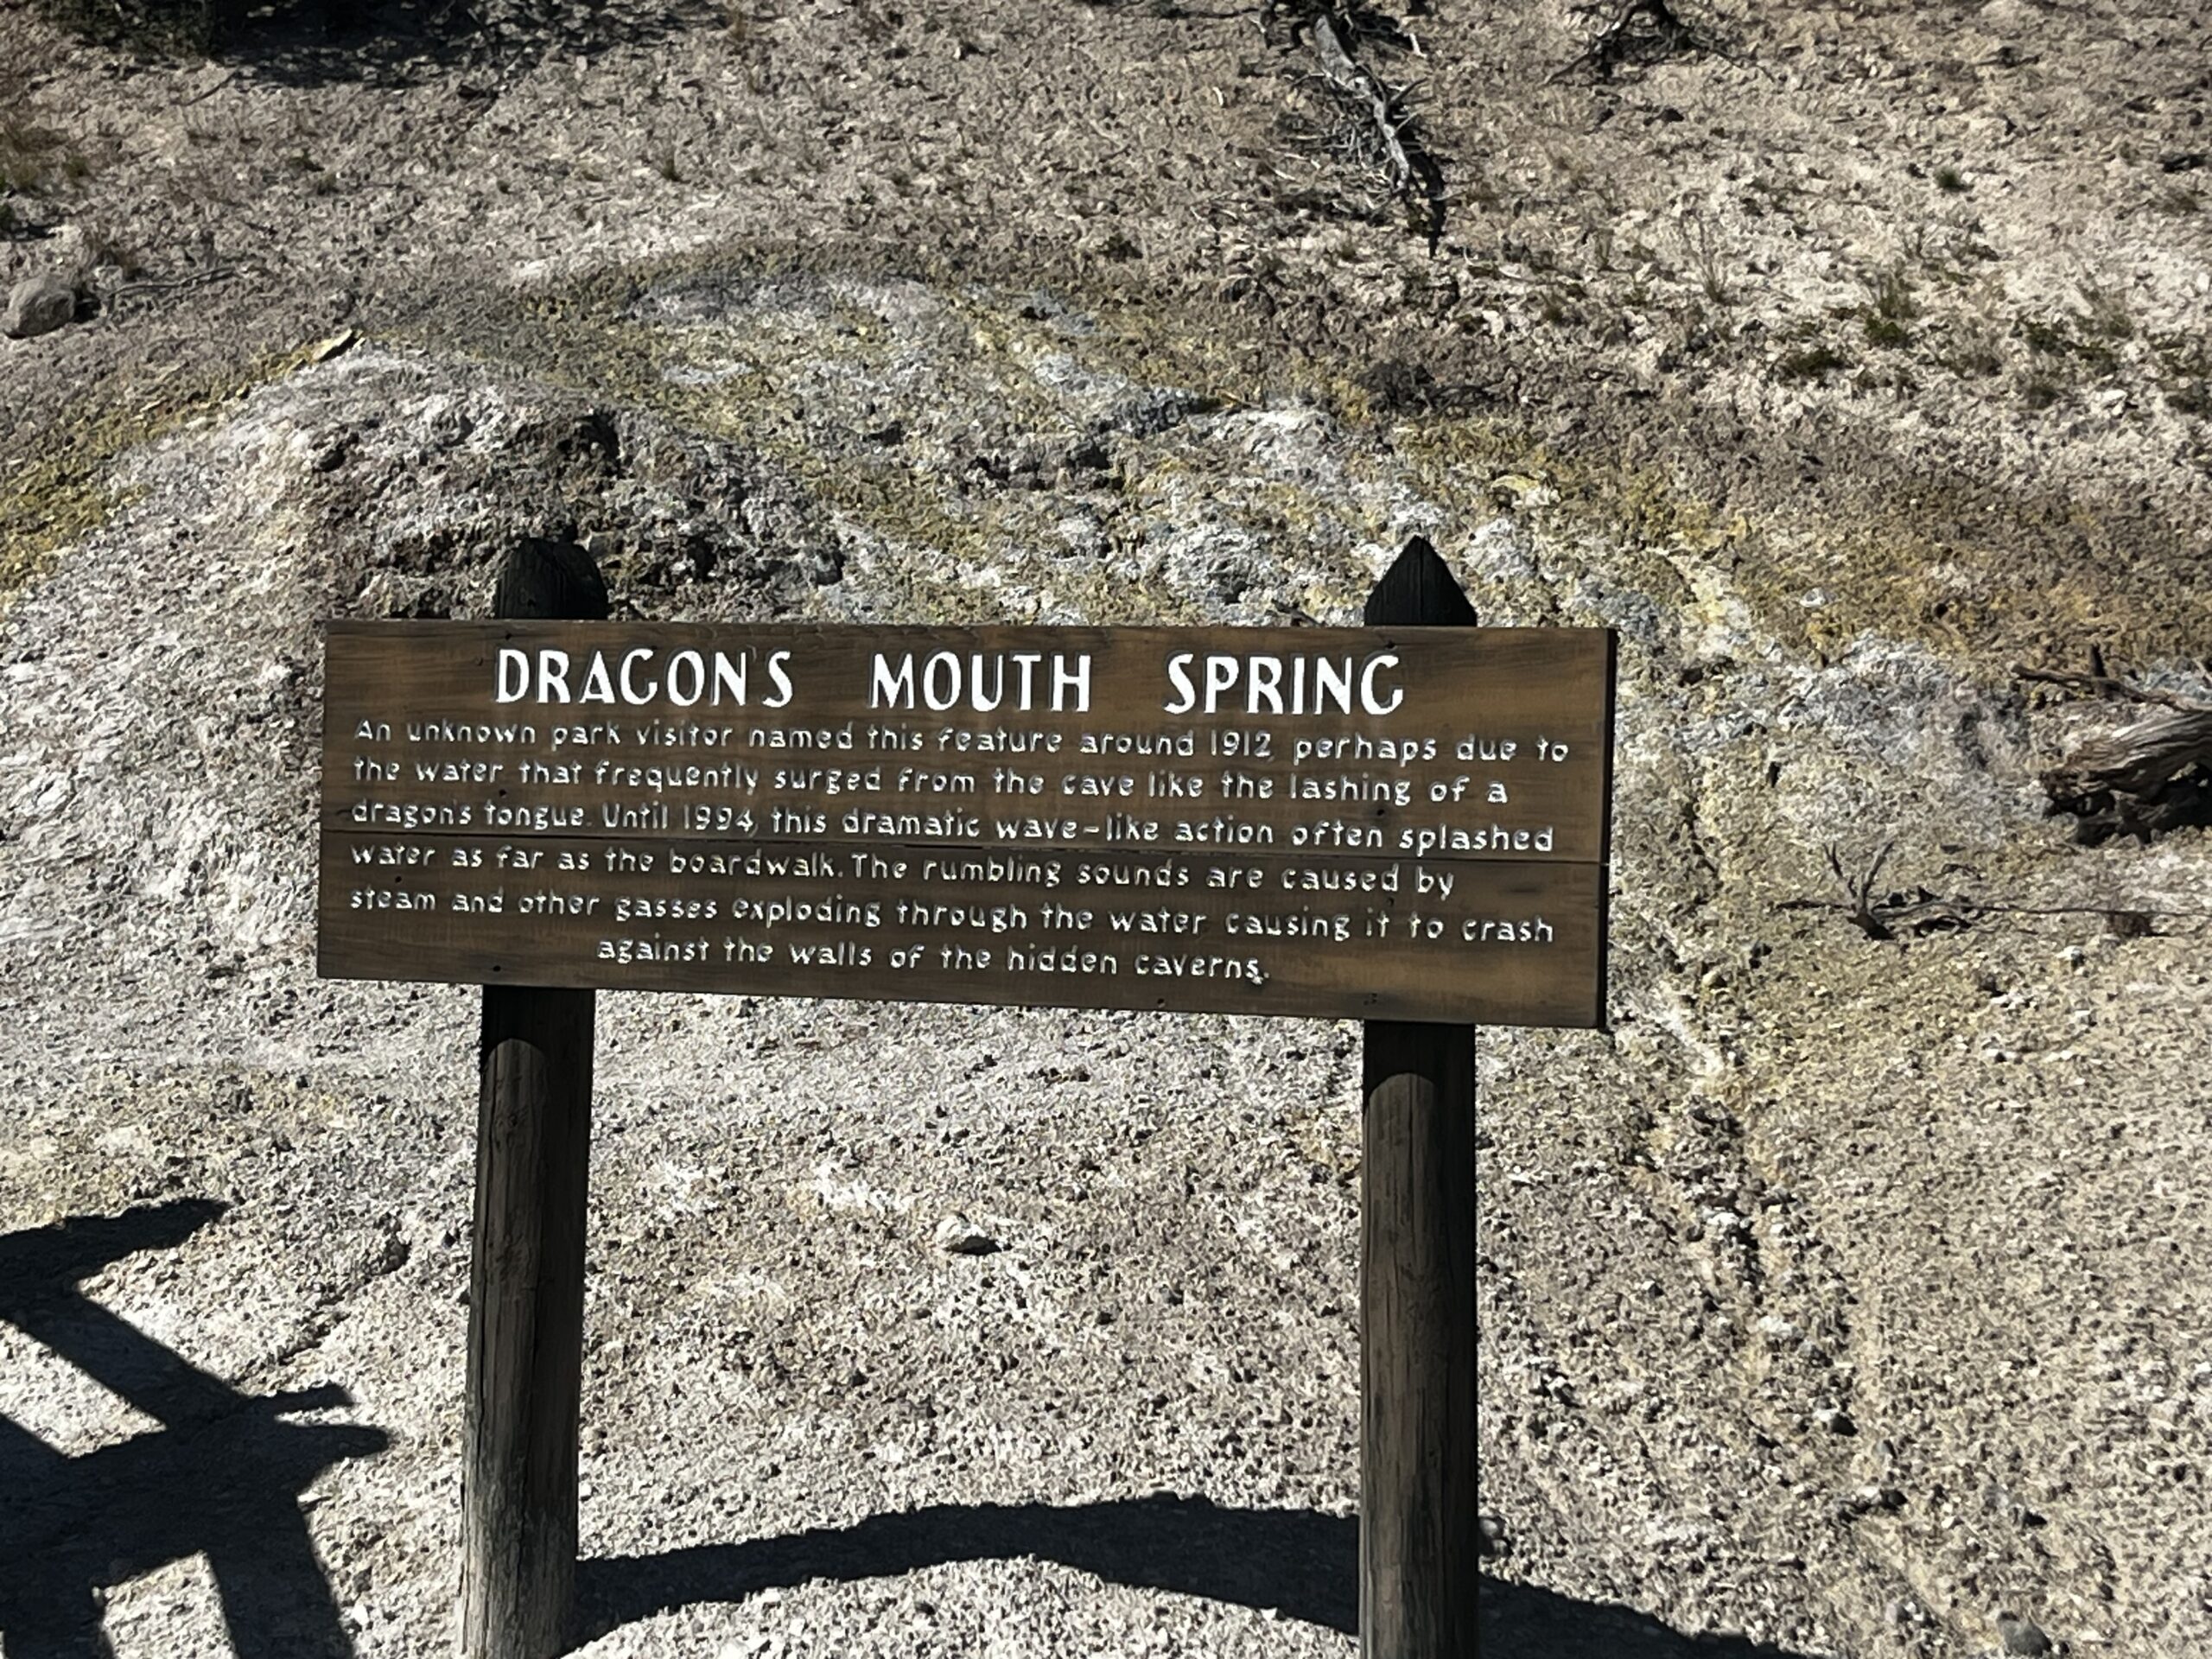 DRAGON'S MOUTH SPRING
An unknown park visitor named this feature around 1912, perhaps due to
the water that frequently surged from the cave like the lashing of a
dragon's tongue. Until 1994, this dramatic wave-like action often splashed
water as far as the boardwalk. The rumbling sounds are caused by
steam and other gasses exploding through the water causing it to crash
against the walls of the hidden caverns.